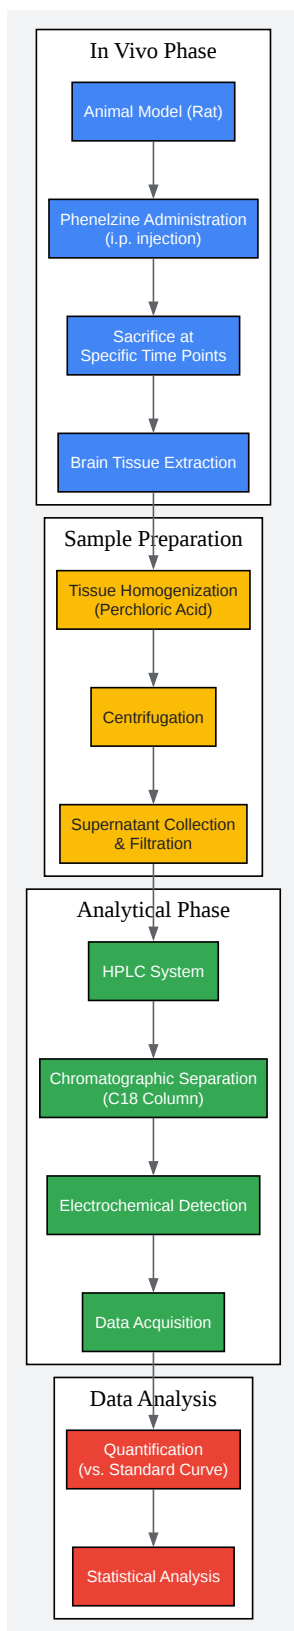 In Vivo Phase
Animal Model (Rat)
Phenelzine Administration
(i.p. injection)
Sacrifice at
Specific Time Points
Brain Tissue Extraction
Sample Preparation
Tissue Homogenization
(Perchloric Acid)
Centrifugation
Supernatant Collection
& Filtration
Analytical Phase
HPLC System
Chromatographic Separation
(C18 Column)
Electrochemical Detection
Data Acquisition
Data Analysis
Quantification
(vs. Standard Curve)
Statistical Analysis